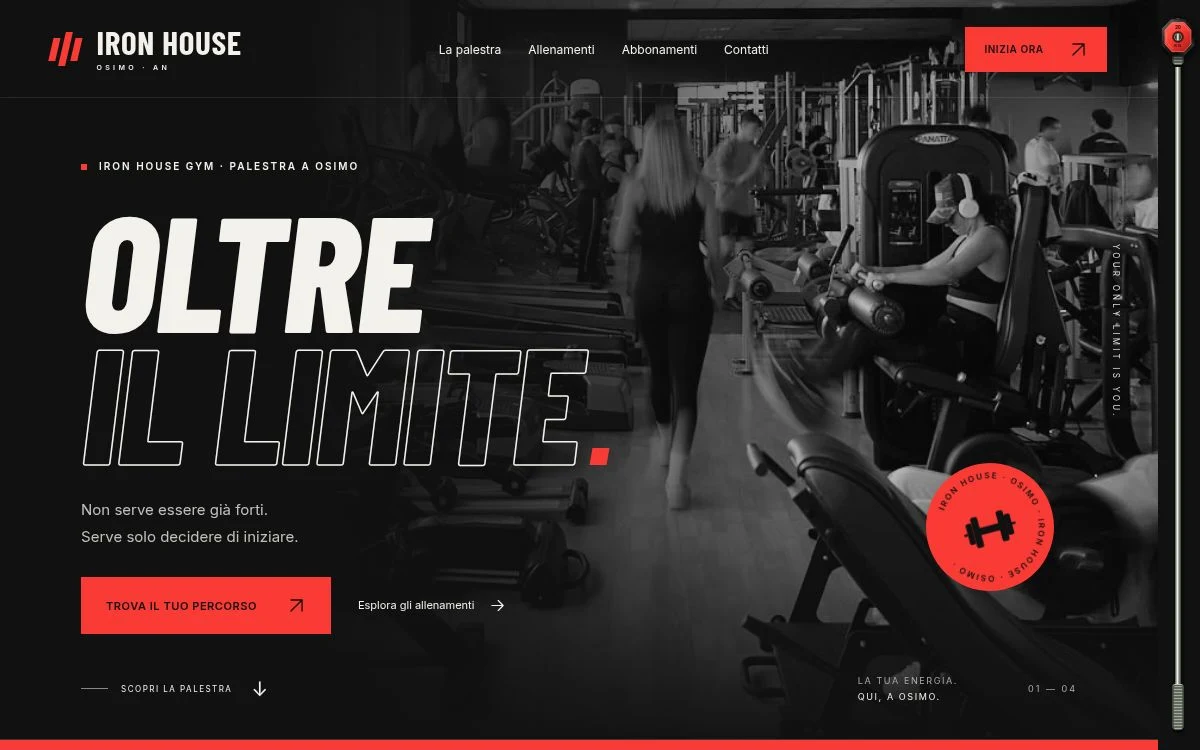 IRON HOUSE
OSIMO · AN
La palestra
Allenamenti
Abbonamenti
Contatti
INIZIA ORA
IRON HOUSE GYM · PALESTRA A OSIMO
PANATTA
OLTRE
IL LIMITE.
YOUR ONLY LIMIT IS YOU.
Non serve essere già forti.
Serve solo decidere di iniziare.
IRON HOUSE · OSIMO · IRON HOUSE · OSIMO ·
TROVA IL TUO PERCORSO
Esplora gli allenamenti
SCOPRI LA PALESTRA
LA TUA ENERGIA.
QUI, A OSIMO.
01 — 04